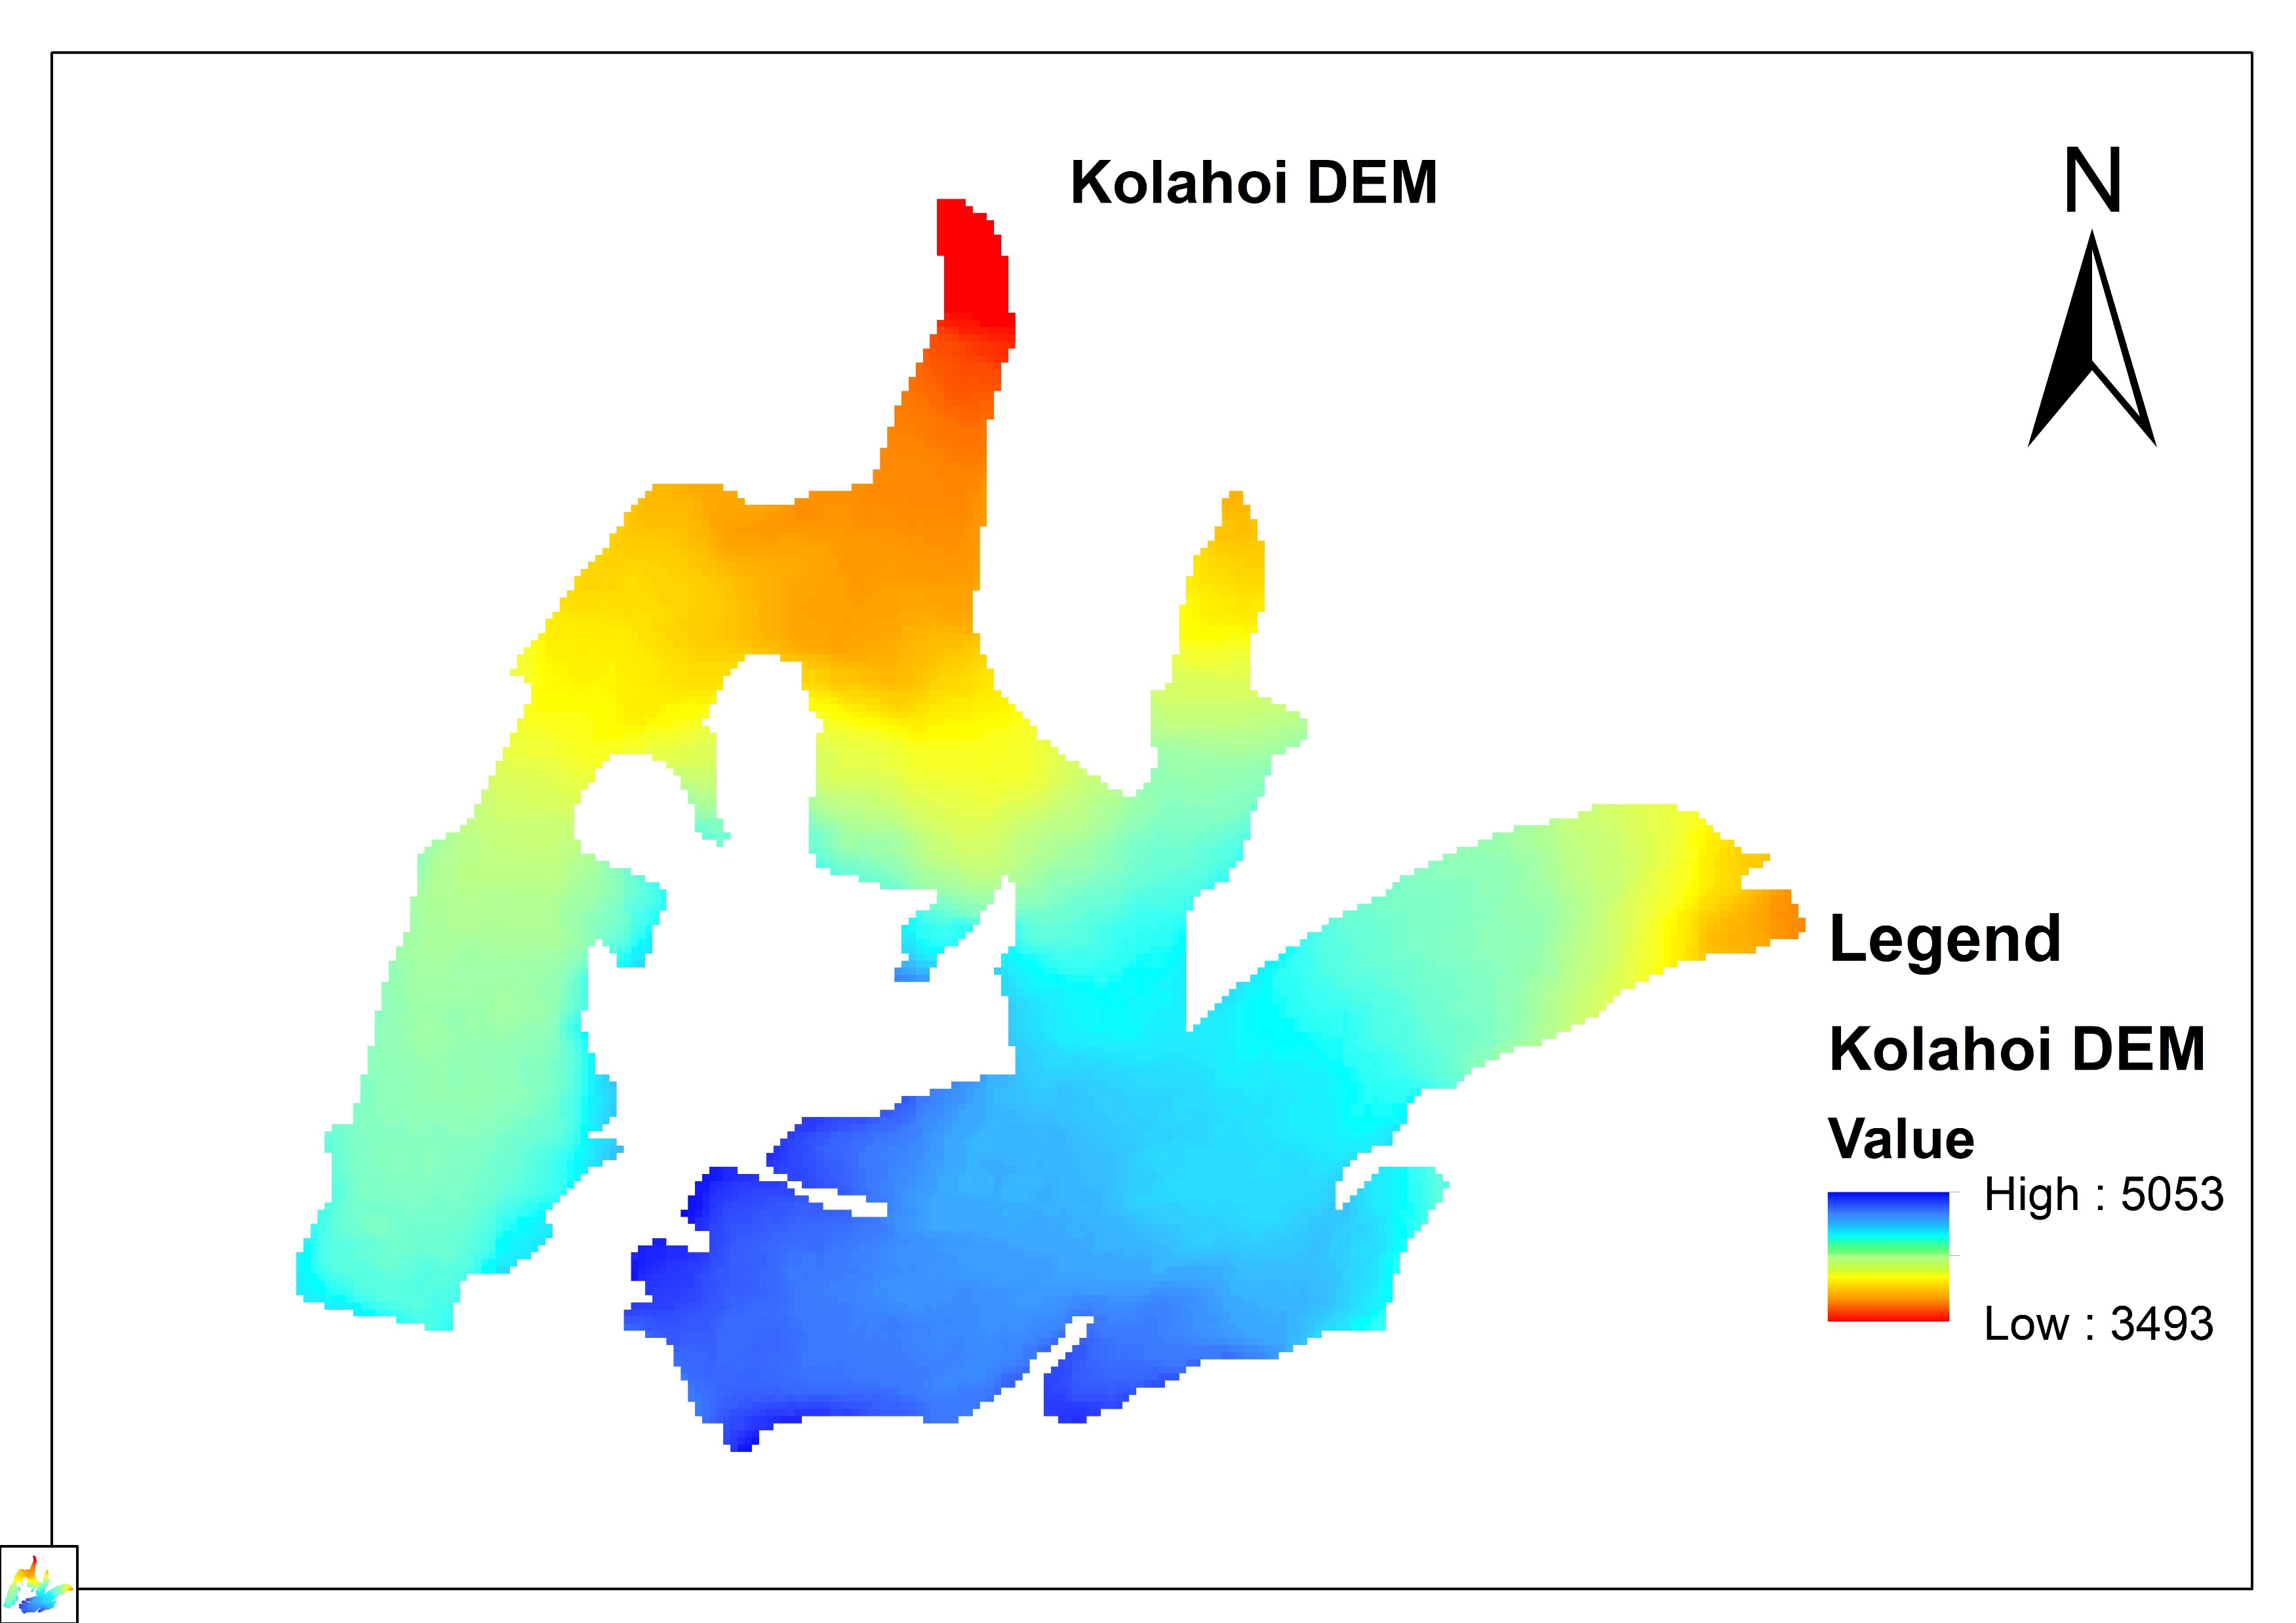 Kolahoi DEM
N
Legend
Kolahoi DEM
Value
High : 5053
Low : 3493